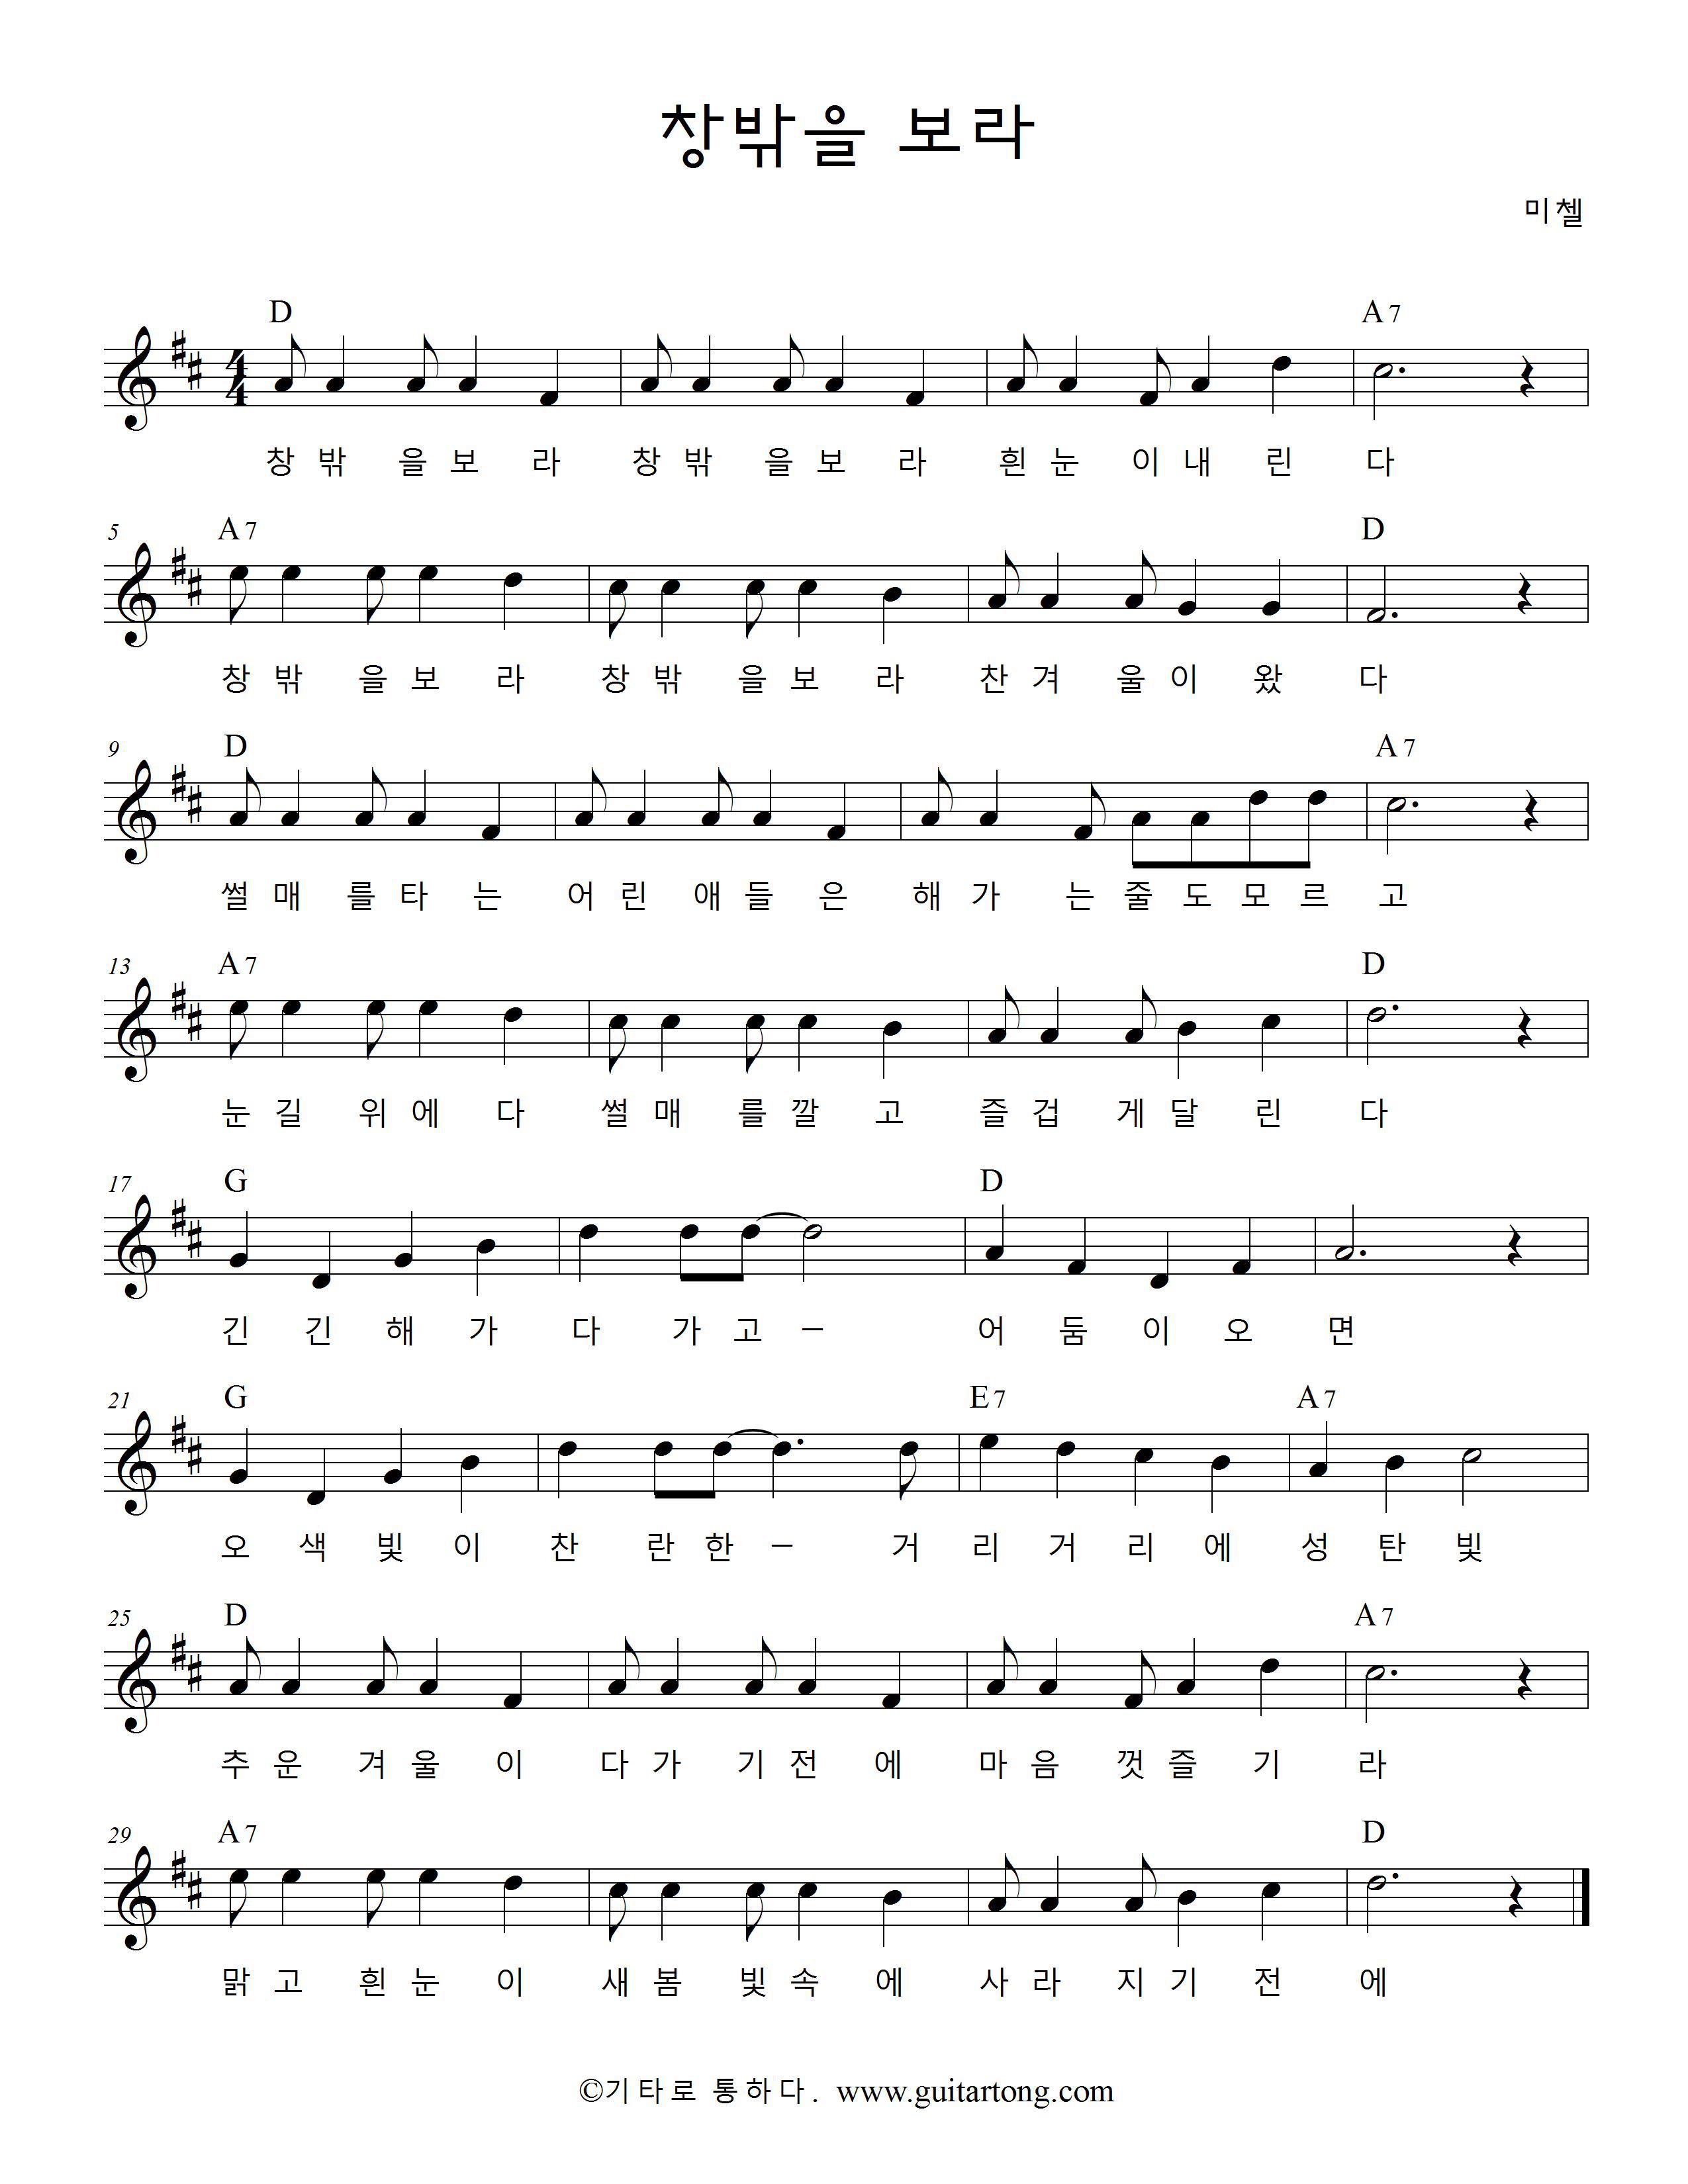 창밖을 보라
미첼
D A7
4
4
창 밖 을 보 라 창 밖 을 보 라 흰 눈 이 내 린 다
5 A7 D
창 밖 을 보 라 창 밖 을 보 라 찬 겨 울 이 왔 다
9 D A7
썰 매 를 타 는 어 린 애 들 은 해 가 는 줄 도 모 르 고
13 A7 D
눈 길 위 에 다 썰 매 를 깔 고 즐 겁 게 달 린 다
17 G D
긴 긴 해 가 다 가 고 ー 어 둠 이 오 면
21 G E7 A7
오 색 빛 이 찬 란 한 ー 거 리 거 리 에 성 탄 빛
25 D A7
추 운 겨 울 이 다 가 기 전 에 마 음 껏 즐 기 라
29 A7 D
맑 고 흰 눈 이 새 봄 빛 속 에 사 라 지 기 전 에
©기타로 통하다. www.guitartong.com